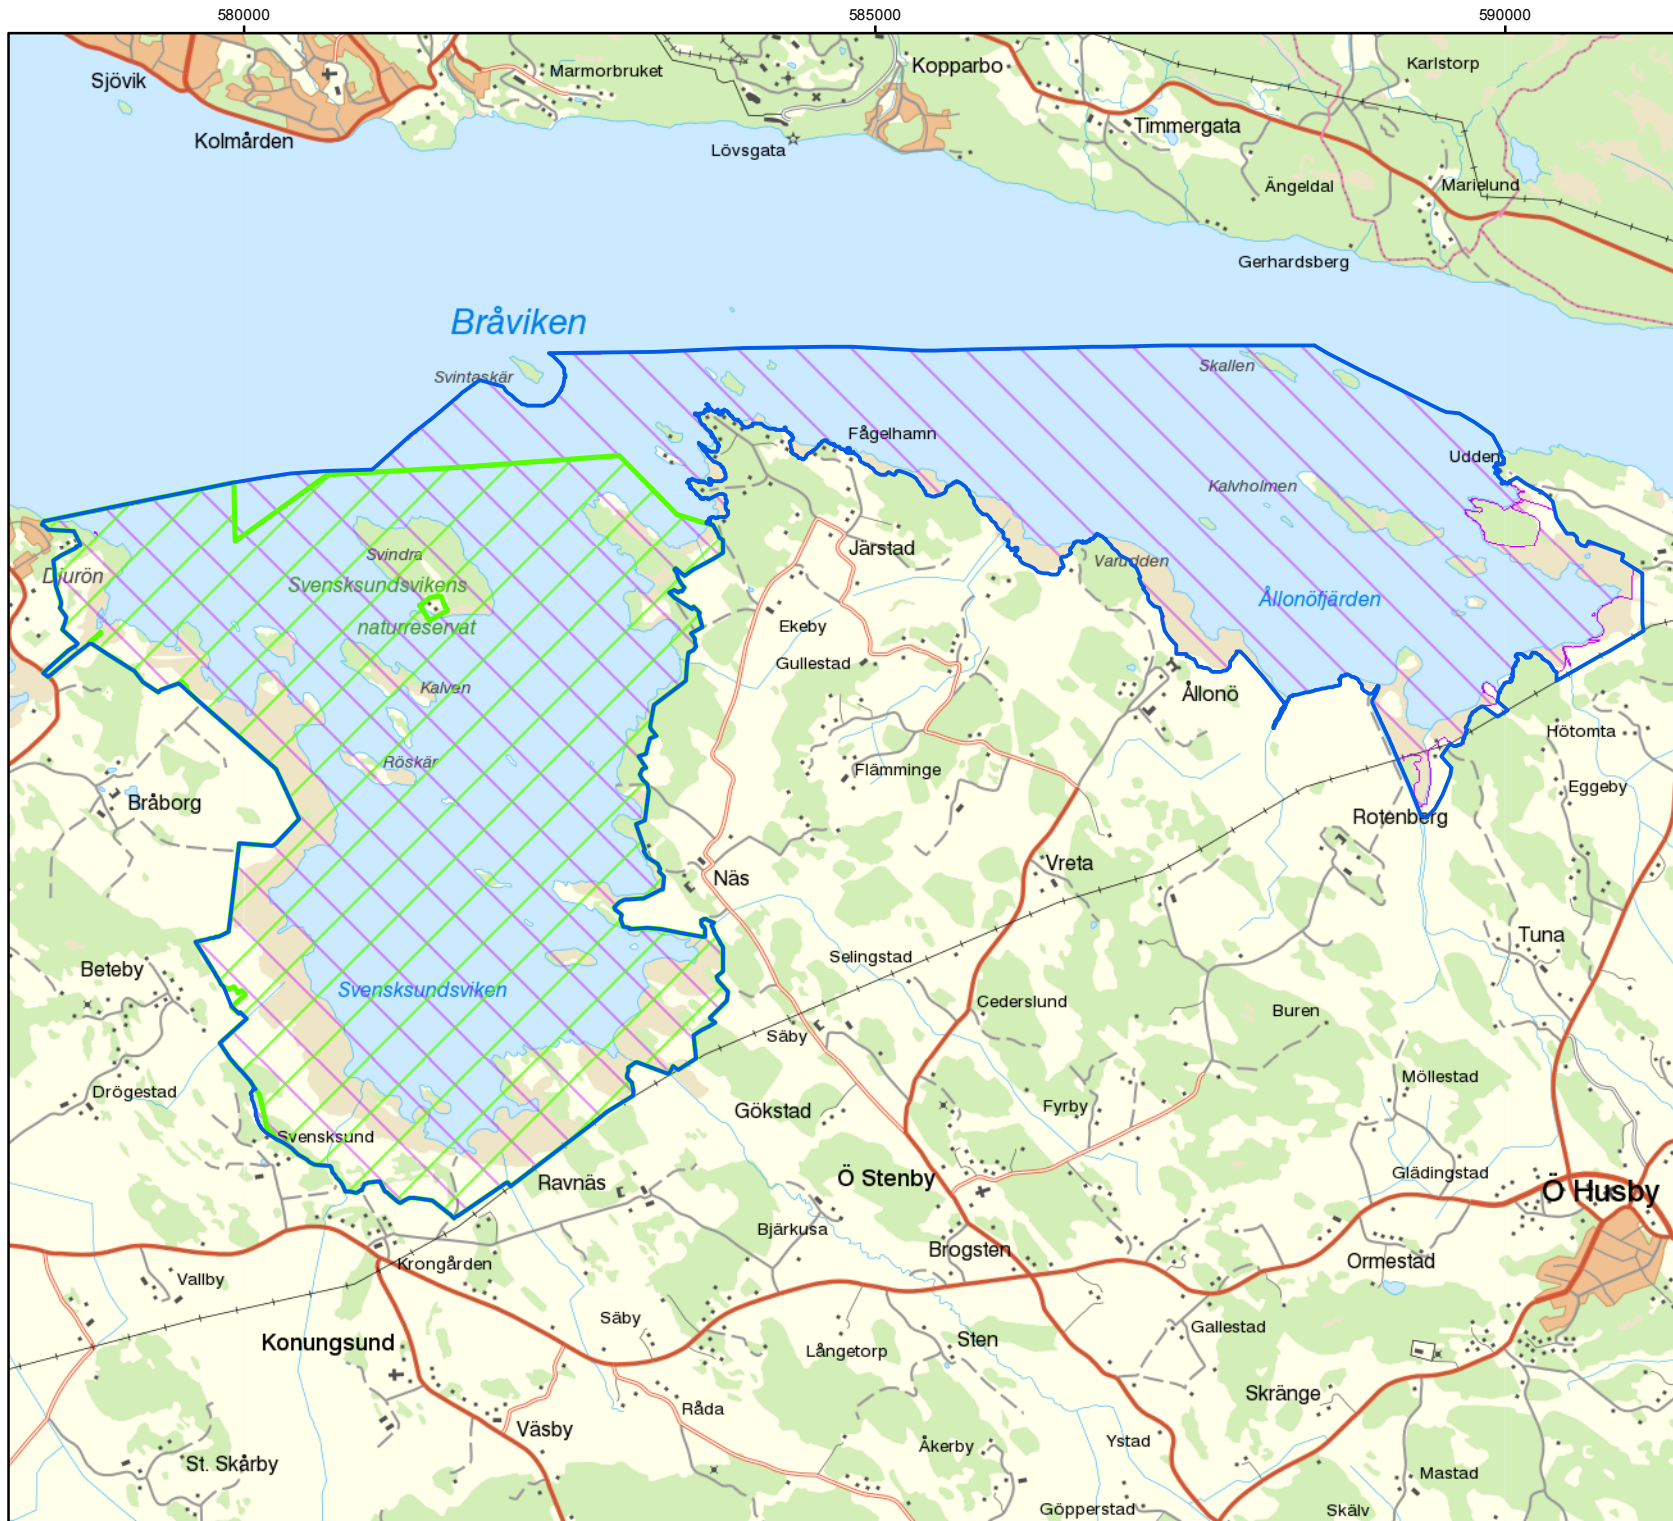 580000
585000
590000
Sjövik
Marmorbruket
Kopparbo
Karlstorp
Kolmården
Lövsgata
Timmergata
Ängeldal
Marielund
Gerhardsberg
Bråviken
Svintaskär
Skallen
Fågelhamn
Udden
Kalvholmen
Svindra
Järstad
Varudden
Djurön
Svensksundsvikens
naturreservat
Ållonöfjärden
Ekeby
Gullestad
Kalven
Ållonö
Röskär
Flämminge
Hötomta
Eggeby
Bråborg
Rotenberg
Vreta
Näs
Tuna
Selingstad
Beteby
Svensksundsviken
Cederslund
Buren
Säby
Drögestad
Möllestad
Gökstad
Fyrby
Svensksund
Glädingstad
Ö Stenby
Ö Husby
Ravnäs
Bjärkusa
Brogsten
Ormestad
Vallby
Krongården
Säby
Gallestad
Konungsund
Långetorp
Sten
Skränge
Råda
Väsby
Åkerby
Ystad
St. Skårby
Mastad
Göpperstad
Skälv